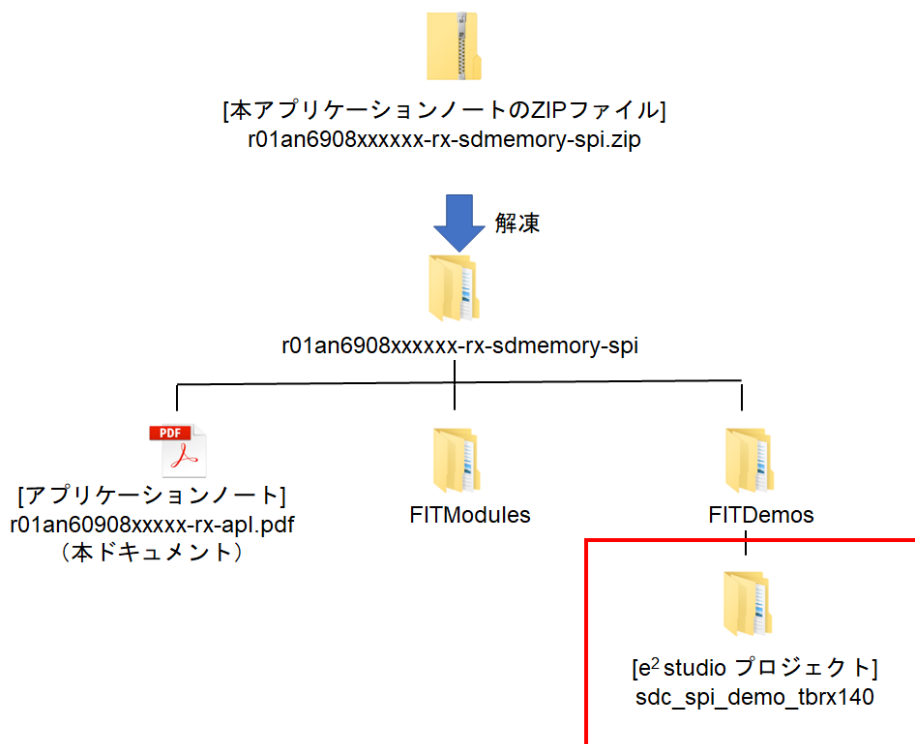 [本アプリケーションノートのZIPファイル]
r01an6908xxxxxx-rx-sdmemory-spi.zip
解凍
r01an6908xxxxxx-rx-sdmemory-spi
PDF
[アプリケーションノート]
r01an60908xxxxx-rx-apl.pdf
（本ドキュメント）
FITModules
FITDemos
[e² studio プロジェクト]
sdc_spi_demo_tbrx140